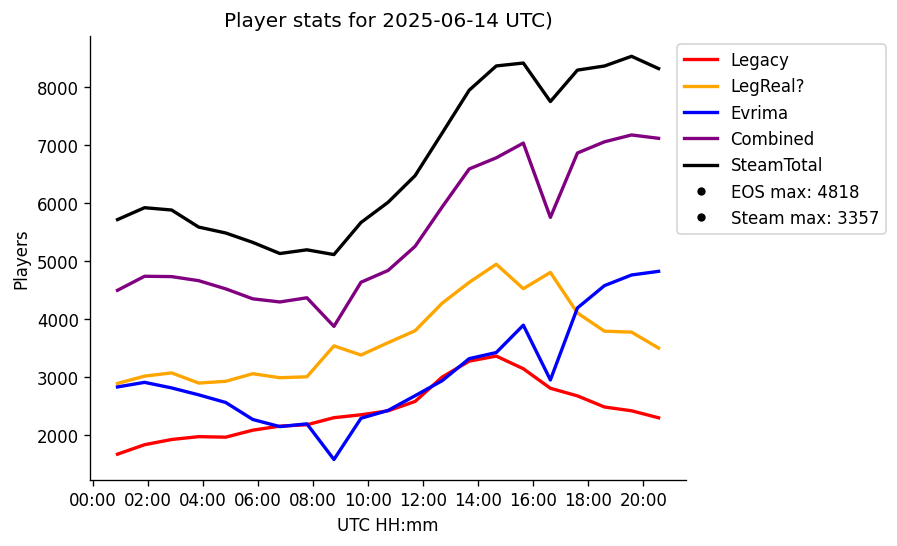 Player stats for 2025-06-14 UTC)
Legacy
LegReal?
Evrima
Combined
SteamTotal
EOS max: 4818
Steam max: 3357
Players
8000
7000
6000
5000
4000
3000
2000
00:00 02:00 04:00 06:00 08:00 10:00 12:00 14:00 16:00 18:00 20:00
UTC HH:mm